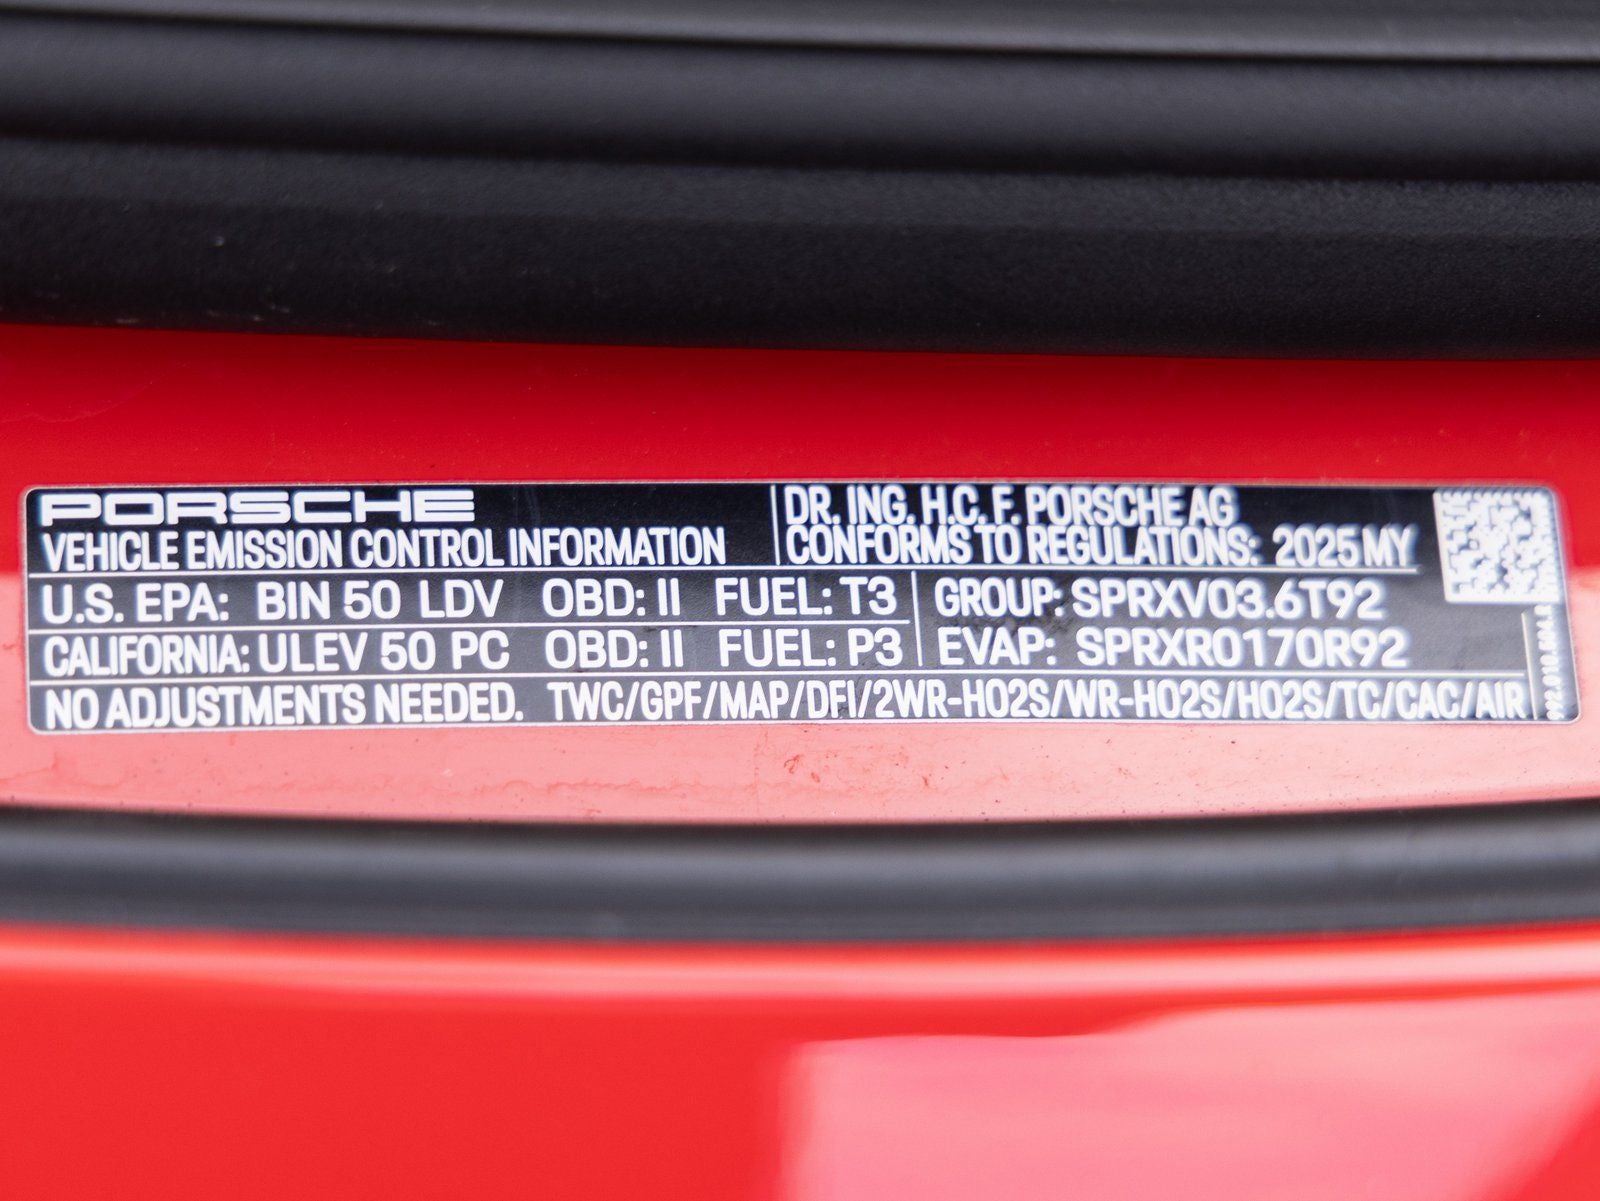 PORSCHE
VEHICLE EMISSION CONTROL INFORMATION
DR. ING. H.C. F. PORSCHE AG
CONFORMS TO REGULATIONS: 2025 MY
U.S. EPA: BIN 50 LDV OBD: II FUEL: T3
CALIFORNIA: ULEV 50 PC OBD: II FUEL: P3
GROUP: SPRXV03.6T92
EVAP: SPRXR0170R92
NO ADJUSTMENTS NEEDED. TWC/GPF/MAP/DFI/2WR-HO2S/WR-HO2S/HO2S/TC/CAC/AIR